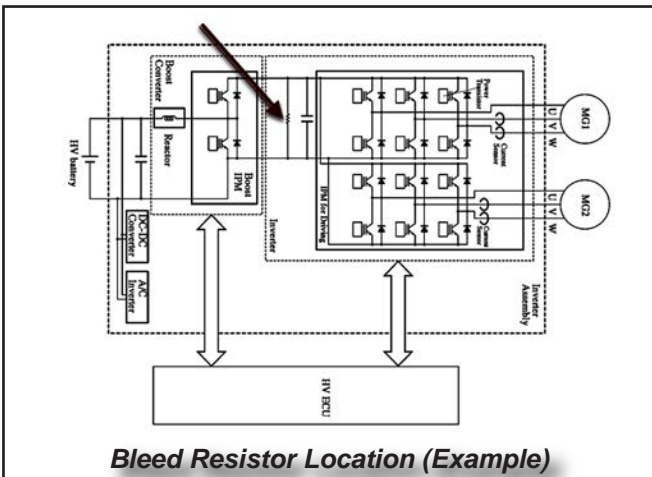 Boost
Converter
HV battery
Reactor
Boost
IPM
DC-DC
Converter
A/C
Inverter
Inverter
IPM for Driving
Power
Transistor
Current
Sensor
U
V
W
MG1
Current
Sensor
U
V
W
MG2
Inverter
Assembly
HV ECU
Bleed Resistor Location (Example)